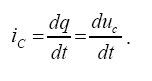 i_C = dq/dt = du_c/dt .